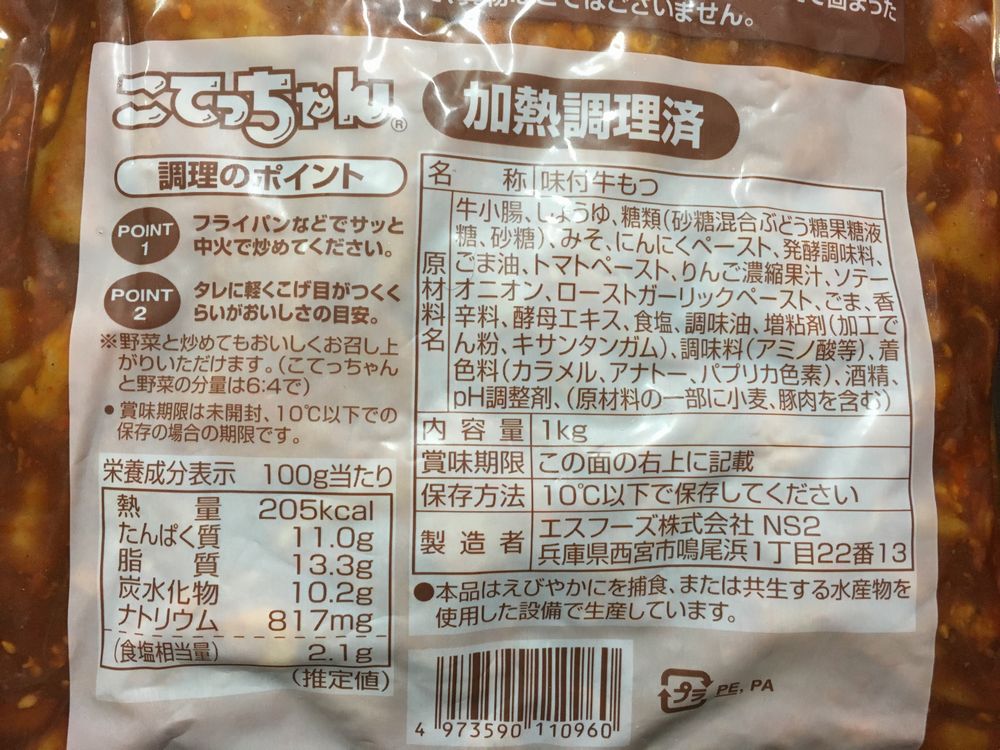 ございません。
固まった
こてっちゃん®
加熱調理済
調理のポイント
POINT 1
フライパンなどでサッと
中火で炒めてください。
POINT 2
タレに軽くこげ目がつくく
らいがおいしさの目安。
※野菜と炒めてもおいしくお召し上
がりいただけます。(こてっちゃん
と野菜の分量は6:4で)
●賞味期限は未開封、10℃以下での
保存の場合の期限です。
栄養成分表示 100g当たり
熱量 205kcal
たんぱく質 11.0g
脂質 13.3g
炭水化物 10.2g
ナトリウム 817mg
(食塩相当量) 2.1g
(推定値)
名称 味付牛もつ
原材料名
牛小腸、しょうゆ、糖類(砂糖混合ぶどう糖果糖液
糖、砂糖)、みそ、にんにくペースト、発酵調味料、
ごま油、トマトペースト、りんご濃縮果汁、ソテー
オニオン、ローストガーリックペースト、ごま、香
辛料、酵母エキス、食塩、調味油、増粘剤(加工で
ん粉、キサンタンガム)、調味料(アミノ酸等)、着
色料(カラメル、アナトー、パプリカ色素)、酒精、
pH調整剤、(原材料の一部に小麦、豚肉を含む)
内容量 1kg
賞味期限 この面の右上に記載
保存方法 10℃以下で保存してください
製造者 エスフーズ株式会社 NS2
兵庫県西宮市鳴尾浜1丁目22番13
●本品はえびやかにを捕食、または共生する水産物を
使用した設備で生産しています。
4 973590 110960
プラ PE, PA